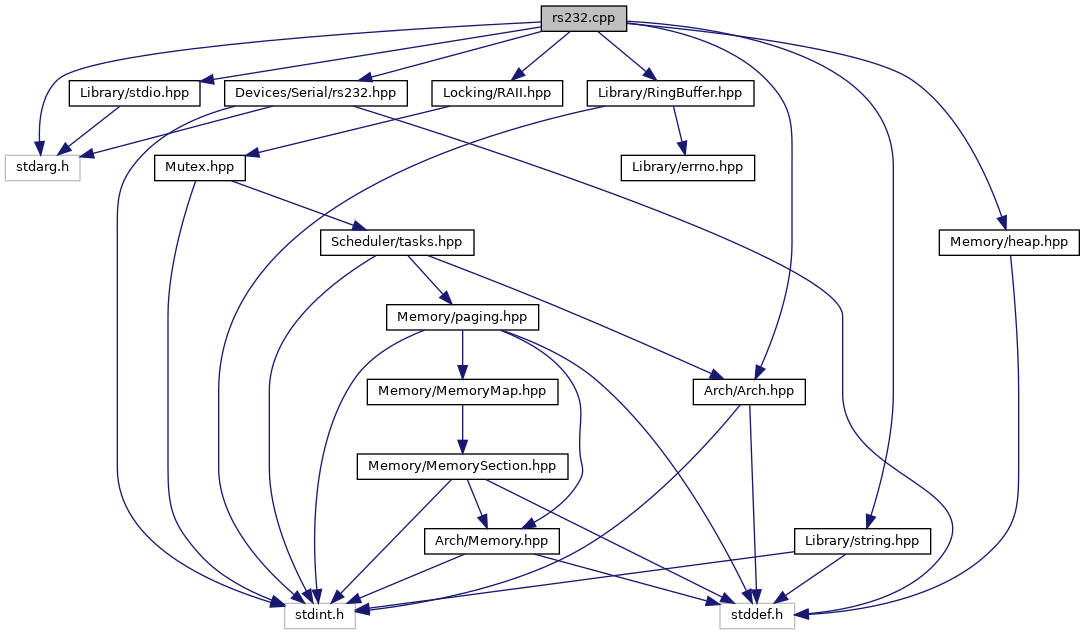 rs232.cpp
Library/stdio.hpp
Devices/Serial/rs232.hpp
Locking/RAII.hpp
Library/RingBuffer.hpp
stdarg.h
Mutex.hpp
Library/errno.hpp
Scheduler/tasks.hpp
Memory/heap.hpp
Memory/paging.hpp
Memory/MemoryMap.hpp
Arch/Arch.hpp
Memory/MemorySection.hpp
Arch/Memory.hpp
Library/string.hpp
stdint.h
stddef.h